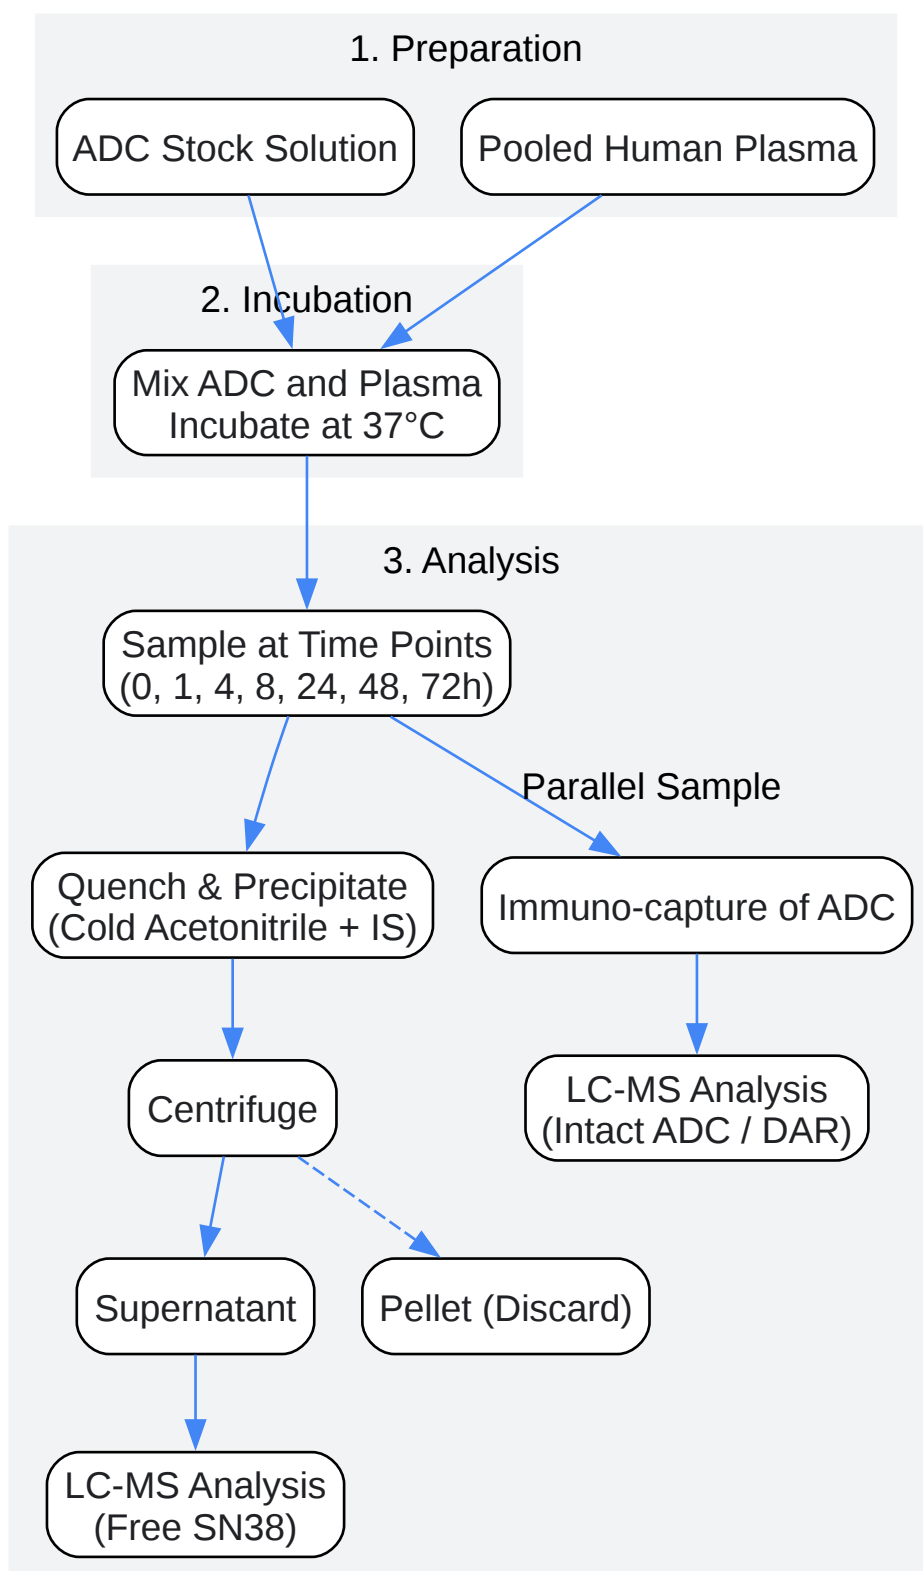 1. Preparation
ADC Stock Solution
Pooled Human Plasma
2. Incubation
Mix ADC and Plasma
Incubate at 37°C
3. Analysis
Sample at Time Points
(0, 1, 4, 8, 24, 48, 72h)
Parallel Sample
Quench & Precipitate
(Cold Acetonitrile + IS)
Immuno-capture of ADC
Centrifuge
LC-MS Analysis
(Intact ADC / DAR)
Supernatant
Pellet (Discard)
LC-MS Analysis
(Free SN38)